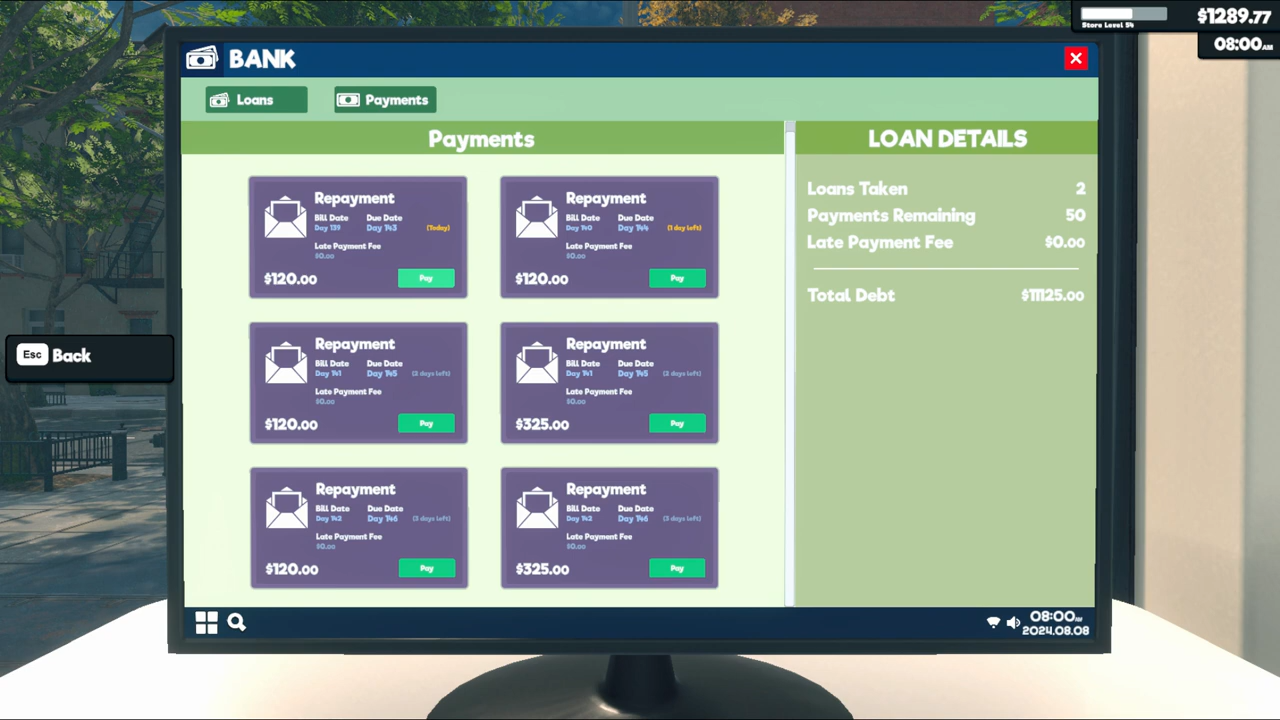 $1289.77
Store Level 54
08:00AM
BANK
Loans
Payments
Payments
LOAN DETAILS
Repayment
Bill Date Due Date
Day 139 Day 143 (Today)
Late Payment Fee
$0.00
$120.00 Pay
Repayment
Bill Date Due Date
Day 140 Day 144 (1 day left)
Late Payment Fee
$0.00
$120.00 Pay
Repayment
Bill Date Due Date
Day 141 Day 145 (2 days left)
Late Payment Fee
$0.00
$120.00 Pay
Repayment
Bill Date Due Date
Day 141 Day 145 (2 days left)
Late Payment Fee
$0.00
$325.00 Pay
Repayment
Bill Date Due Date
Day 142 Day 146 (3 days left)
Late Payment Fee
$0.00
$120.00 Pay
Repayment
Bill Date Due Date
Day 142 Day 146 (3 days left)
Late Payment Fee
$0.00
$325.00 Pay
Loans Taken 2
Payments Remaining 50
Late Payment Fee $0.00
Total Debt $11125.00
Esc Back
08:00AM
2024.08.08